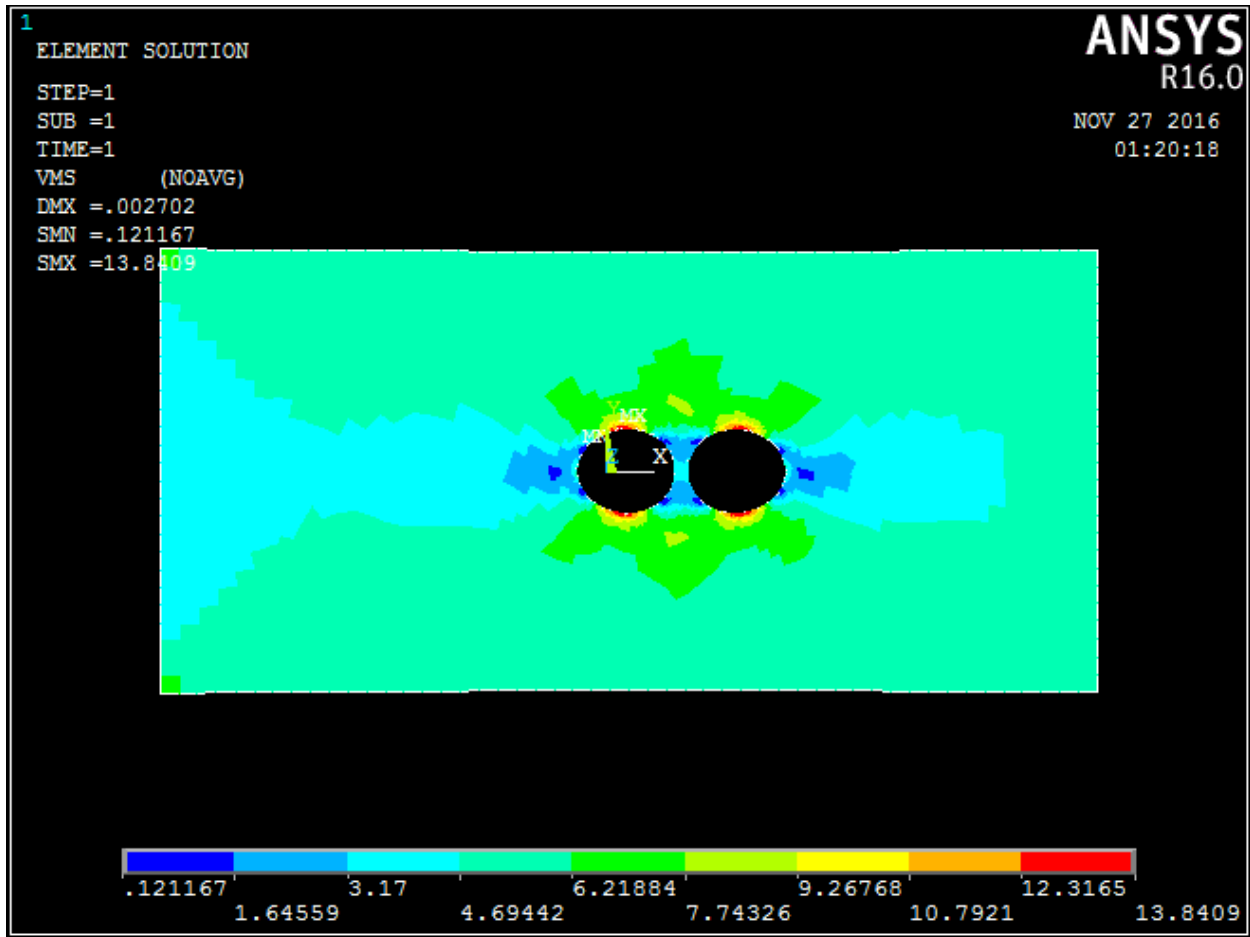 1
ELEMENT SOLUTION
STEP=1
SUB =1
TIME=1
VMS (NOAVG)
DMX =.002702
SMN =.121167
SMX =13.8409
ANSYS
R16.0
NOV 27 2016
01:20:18
Y
MX
MN
Z
X
.121167 3.17 6.21884 9.26768 12.3165
1.64559 4.69442 7.74326 10.7921 13.8409